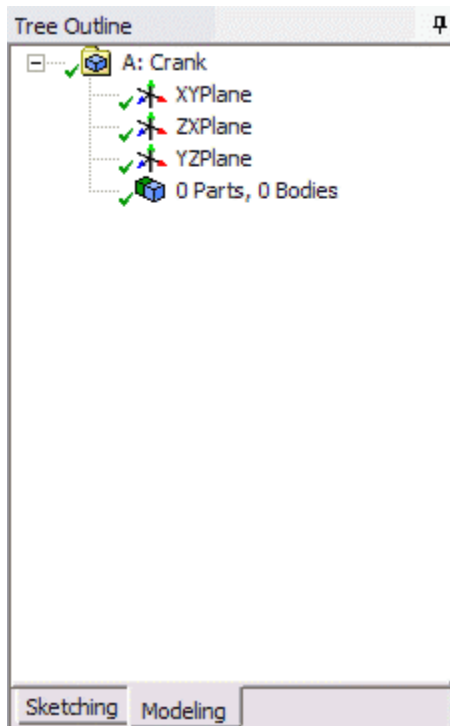 Tree Outline
A: Crank
XYPlane
ZXPlane
YZPlane
0 Parts, 0 Bodies
Sketching Modeling